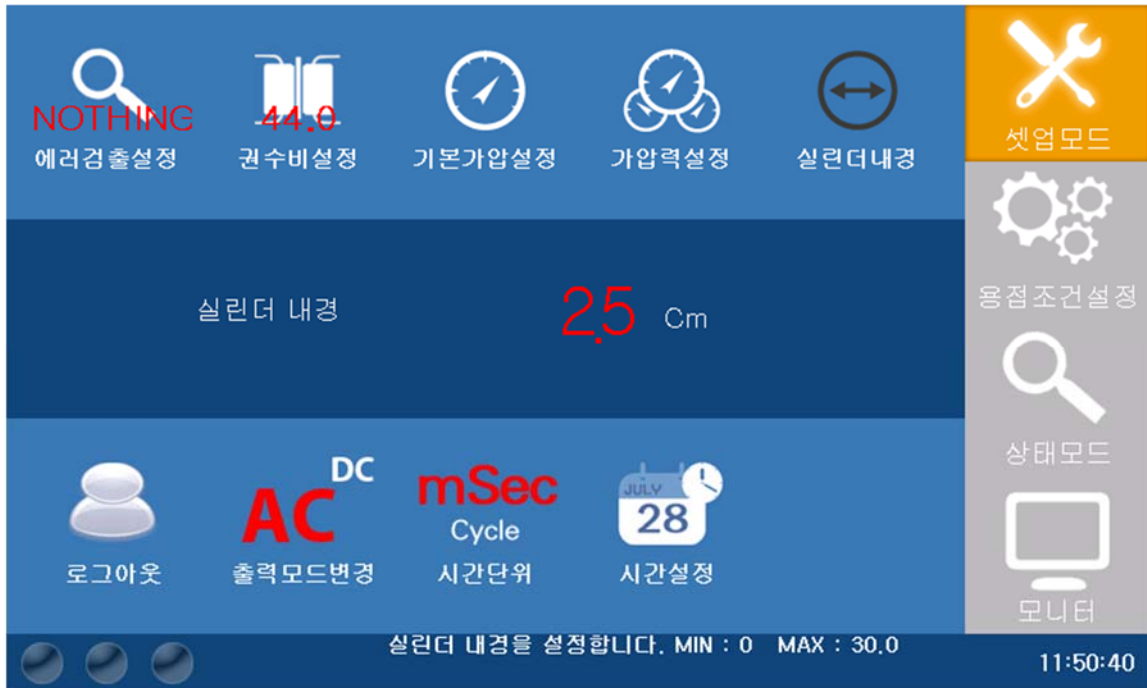 NOTHING
44.0
에러검출설정
권수비설정
기본가압설정
가압력설정
실린더내경
셋업모드
용접조건설정
상태모드
모니터
실린더 내경
2.5
Cm
AC
DC
mSec
Cycle
JULY
28
로그아웃
출력모드변경
시간단위
시간설정
실린더 내경을 설정합니다. MIN : 0 MAX : 30.0
11:50:40